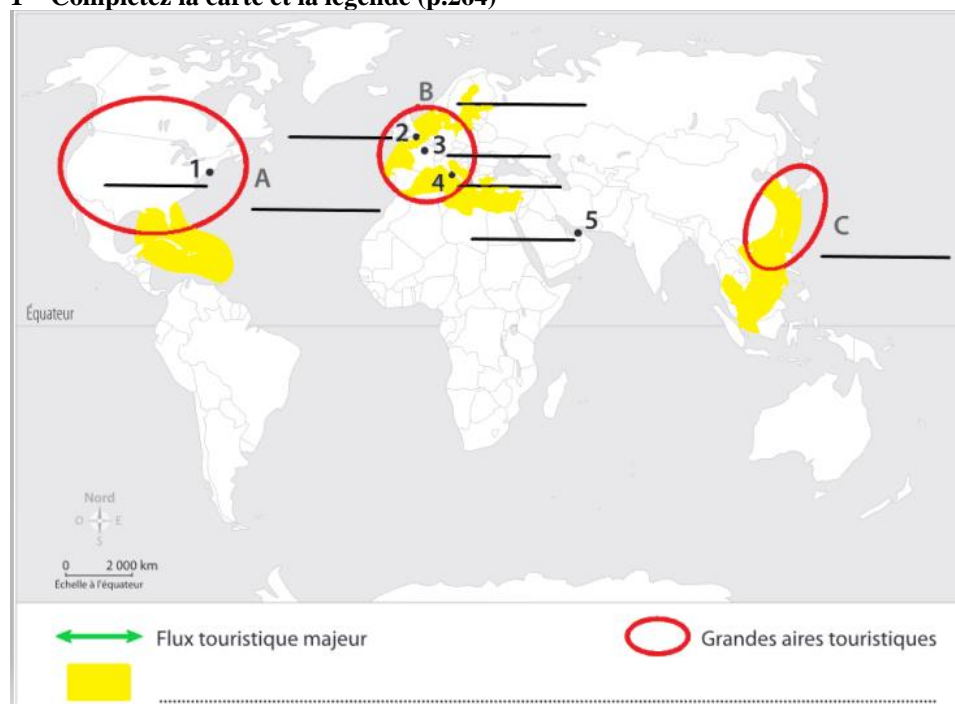 1 Complétez la carte et la légende (p.264)
B
2
3
1
A
4
5
C
Équateur
Nord
O E
S
0 2 000 km
Échelle à l'équateur
Flux touristique majeur
Grandes aires touristiques